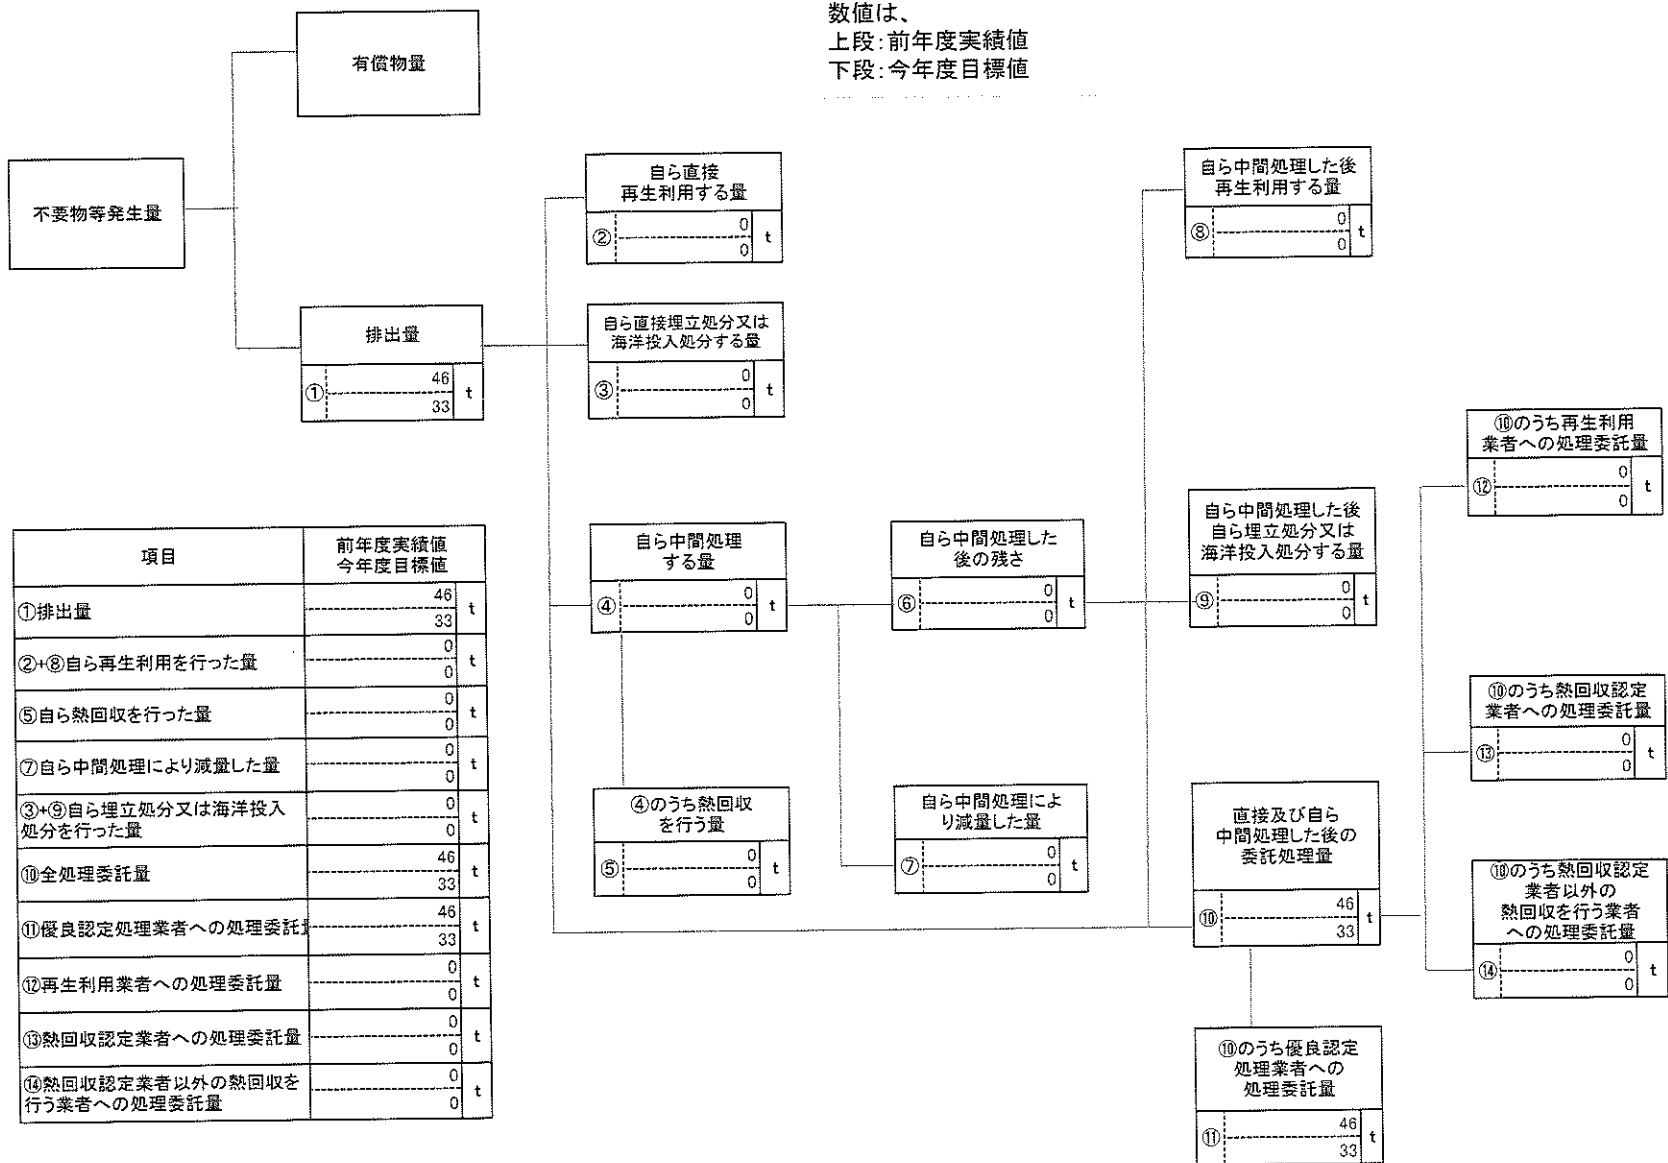 数値は、
上段：前年度実績値
下段：今年度目標値
有償物量
不要物等発生量
排出量
① 46 t
33
自ら直接
再生利用する量
② 0 t
0
自ら直接埋立処分又は
海洋投入処分する量
③ 0 t
0
自ら中間処理
する量
④ 0 t
0
④のうち熱回収
を行う量
⑤ 0 t
0
自ら中間処理した
後の残さ
⑥ 0 t
0
自ら中間処理によ
り減量した量
⑦ 0 t
0
自ら中間処理した後
再生利用する量
⑧ 0 t
0
自ら中間処理した後
自ら埋立処分又は
海洋投入処分する量
⑨ 0 t
0
直接及び自ら
中間処理した後の
委託処理量
⑩ 46 t
33
⑩のうち優良認定
処理業者への
処理委託量
⑪ 46 t
33
⑩のうち再生利用
業者への処理委託量
⑫ 0 t
0
⑩のうち熱回収認定
業者への処理委託量
⑬ 0 t
0
⑩のうち熱回収認定
業者以外の
熱回収を行う業者
への処理委託量
⑭ 0 t
0
項目 前年度実績値
今年度目標値
①排出量 46 t
33
②+⑧自ら再生利用を行った量 0 t
0
⑤自ら熱回収を行った量 0 t
0
⑦自ら中間処理により減量した量 0 t
0
③+⑨自ら埋立処分又は海洋投入
処分を行った量 0 t
0
⑩全処理委託量 46 t
33
⑪優良認定処理業者への処理委託量 46 t
33
⑫再生利用業者への処理委託量 0 t
0
⑬熱回収認定業者への処理委託量 0 t
0
⑭熱回収認定業者以外の熱回収を
行う業者への処理委託量 0 t
0